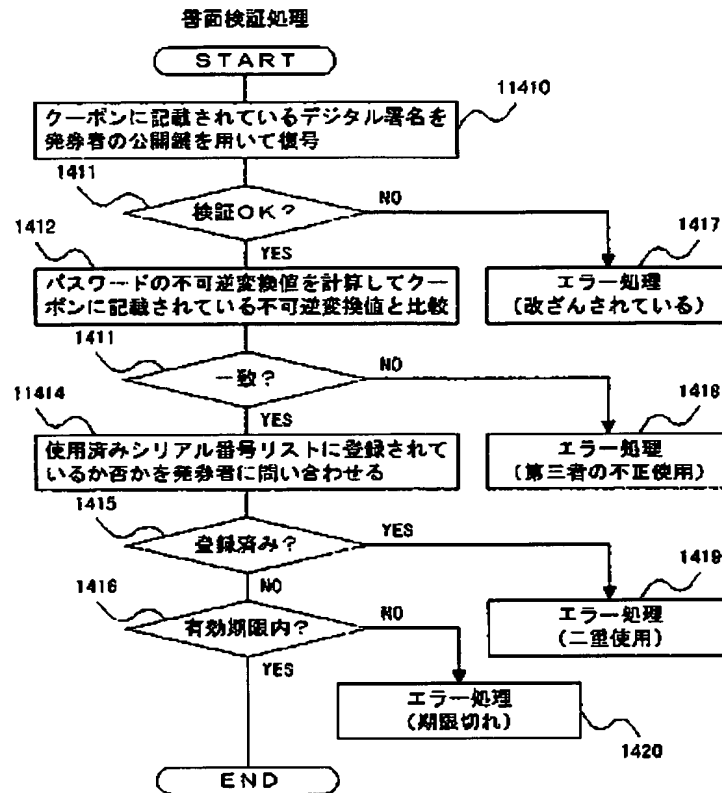 書面検証処理
START
11410
クーポンに記載されているデジタル署名を
発券者の公開鍵を用いて復号
1411
検証OK?
NO
YES
1412
1417
パスワードの不可逆変換値を計算してクー
ポンに記載されている不可逆変換値と比較
エラー処理
(改ざんされている)
1411
一致?
NO
YES
11414
1418
使用済みシリアル番号リストに登録されて
いるか否かを発券者に問い合わせる
エラー処理
(第三者の不正使用)
1415
登録済み?
YES
NO
1419
1416
有効期限内?
NO
YES
エラー処理
(二重使用)
エラー処理
(期限切れ)
1420
END